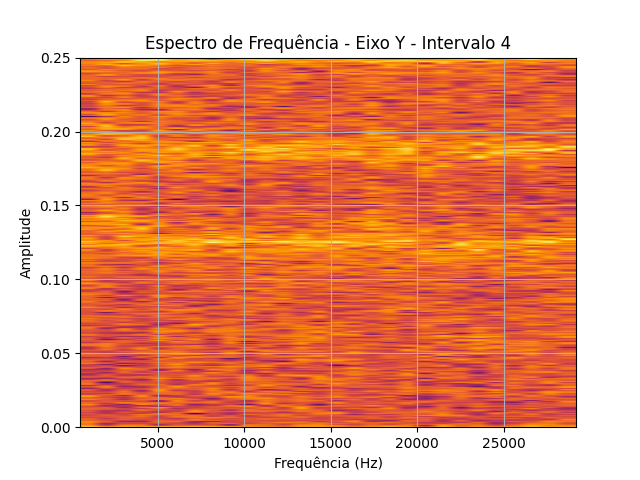 Espectro de Frequência - Eixo Y - Intervalo 4
0.25
0.20
0.15
0.10
0.05
0.00
Amplitude
5000 10000 15000 20000 25000
Frequência (Hz)